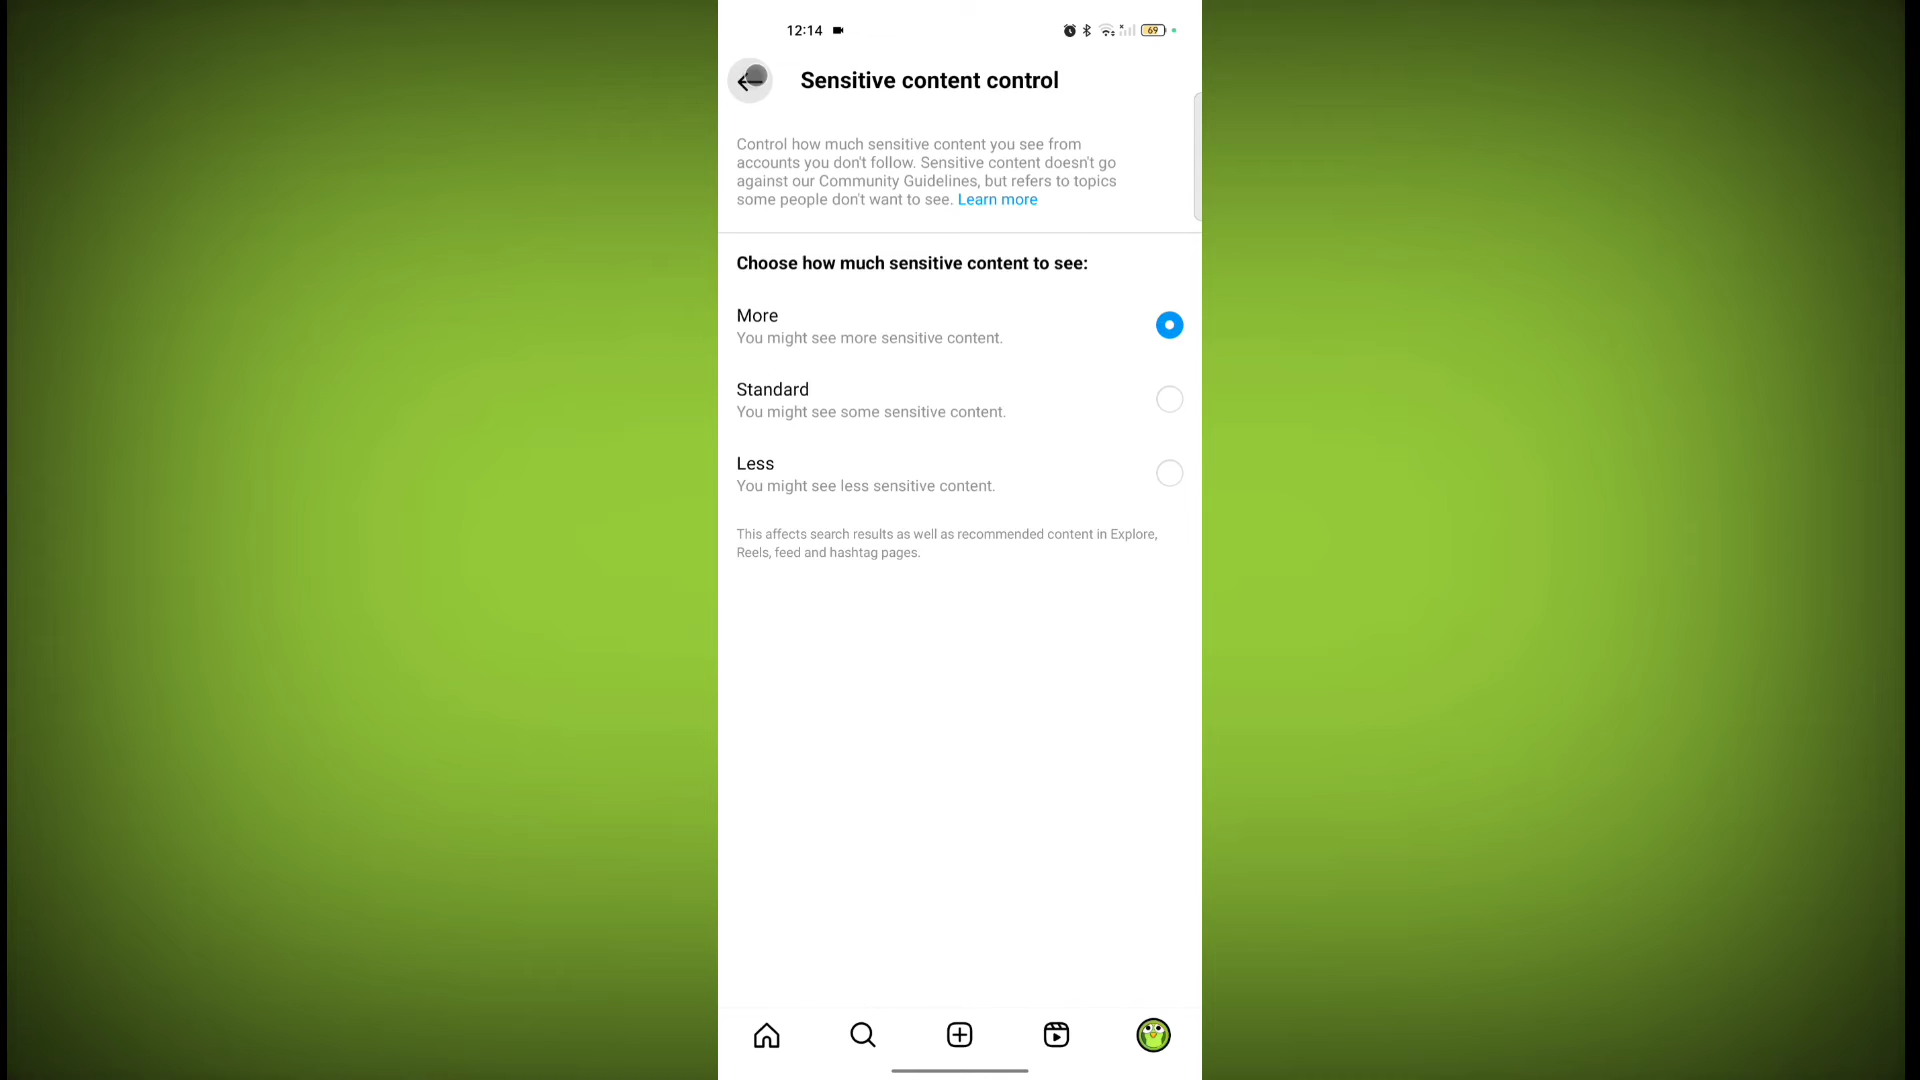 12:14
69
Sensitive content control
Control how much sensitive content you see from
accounts you don't follow. Sensitive content doesn't go
against our Community Guidelines, but refers to topics
some people don't want to see. Learn more
Choose how much sensitive content to see:
More
You might see more sensitive content.
Standard
You might see some sensitive content.
Less
You might see less sensitive content.
This affects search results as well as recommended content in Explore,
Reels, feed and hashtag pages.